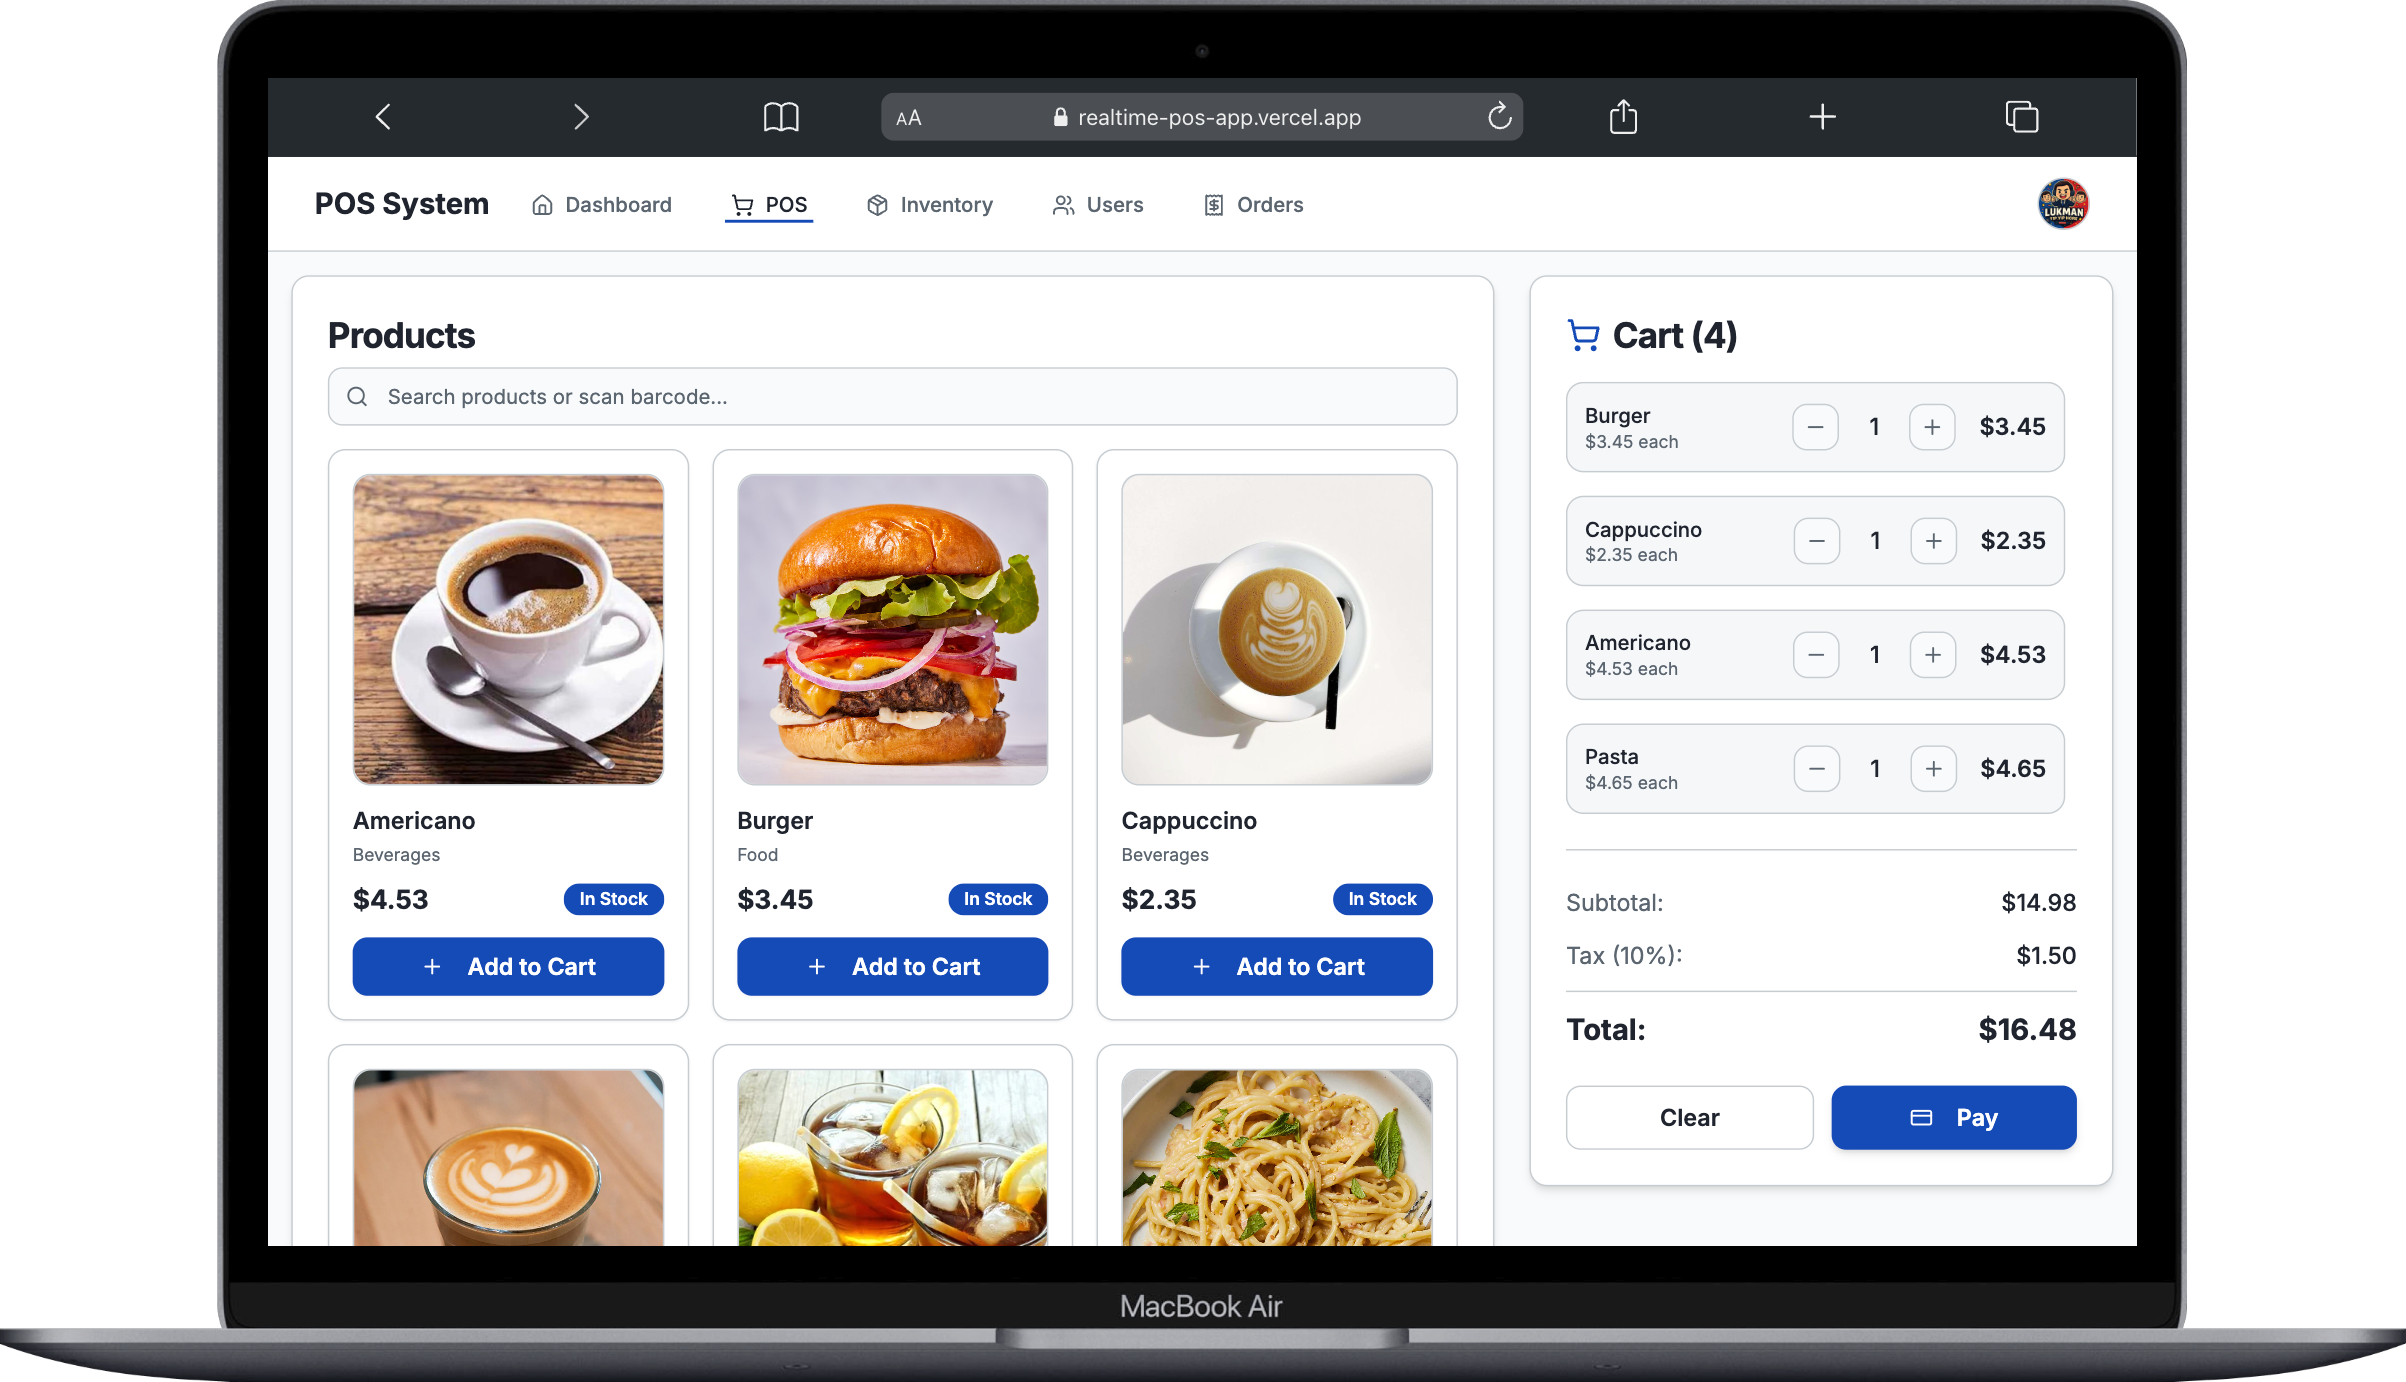 AA realtime-pos-app.vercel.app
POS System Dashboard POS Inventory Users Orders
LUKMAN
Products
Search products or scan barcode...
Americano
Beverages
$4.53 In Stock
+ Add to Cart
Burger
Food
$3.45 In Stock
+ Add to Cart
Cappuccino
Beverages
$2.35 In Stock
+ Add to Cart
Cart (4)
Burger
$3.45 each
− 1 + $3.45
Cappuccino
$2.35 each
− 1 + $2.35
Americano
$4.53 each
− 1 + $4.53
Pasta
$4.65 each
− 1 + $4.65
Subtotal: $14.98
Tax (10%): $1.50
Total: $16.48
Clear Pay
MacBook Air